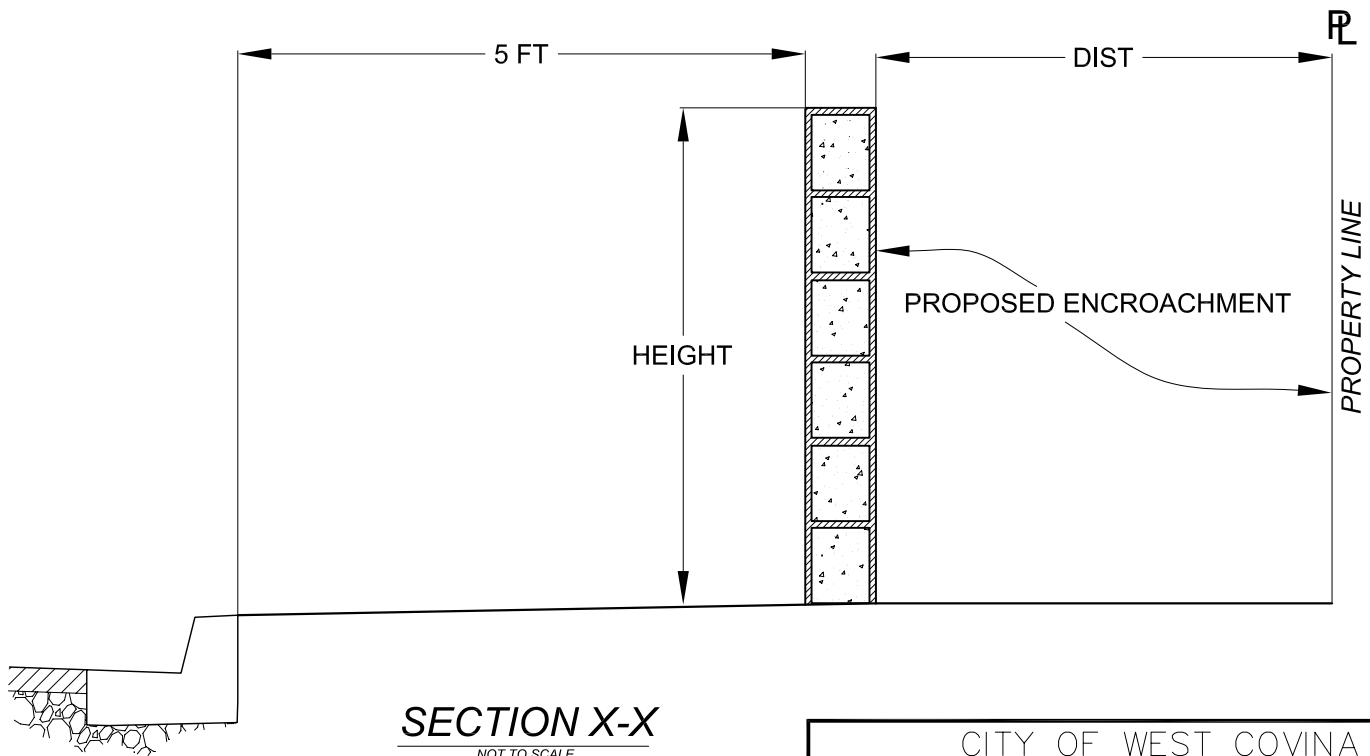 PL
5 FT
DIST
HEIGHT
PROPOSED ENCROACHMENT
PROPERTY LINE
SECTION X-X
NOT TO SCALE
CITY OF WEST COVINA